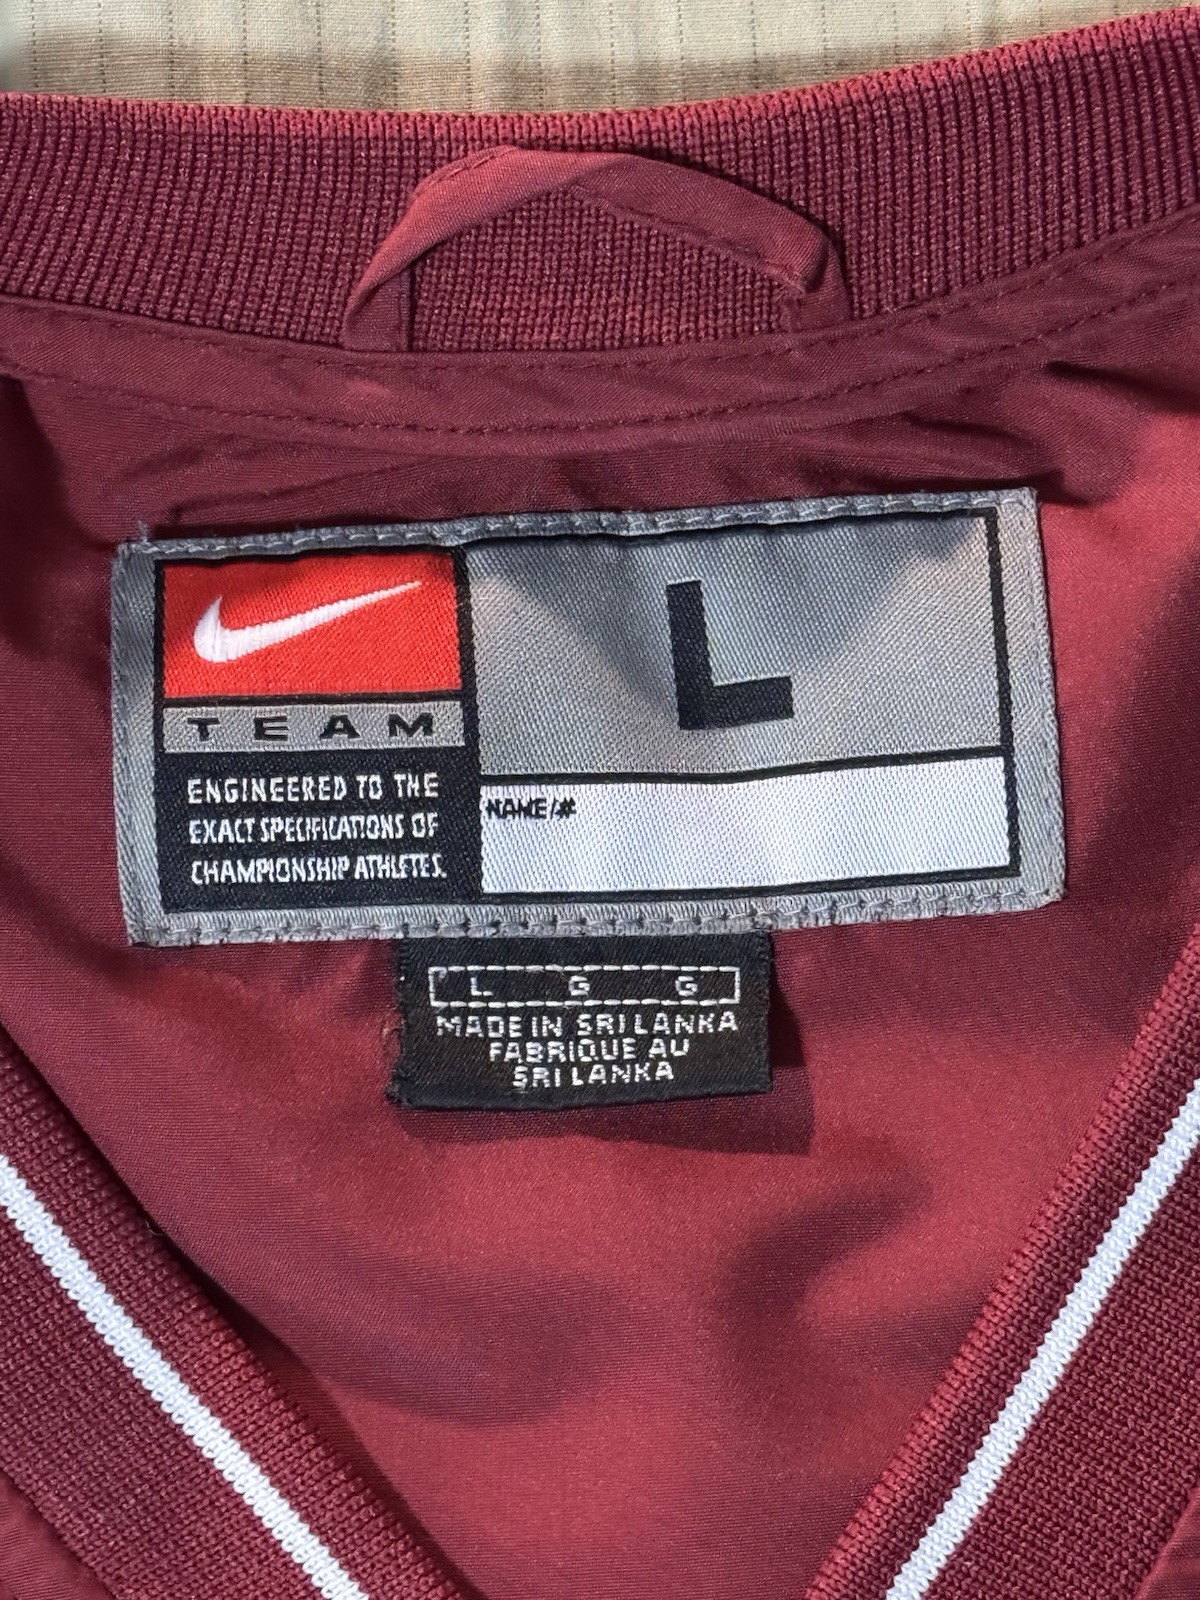 L
TEAM
ENGINEERED TO THE
EXACT SPECIFICATIONS OF
CHAMPIONSHIP ATHLETES.
NAME/#
L G G
MADE IN SRI LANKA
FABRIQUE AU
SRI LANKA